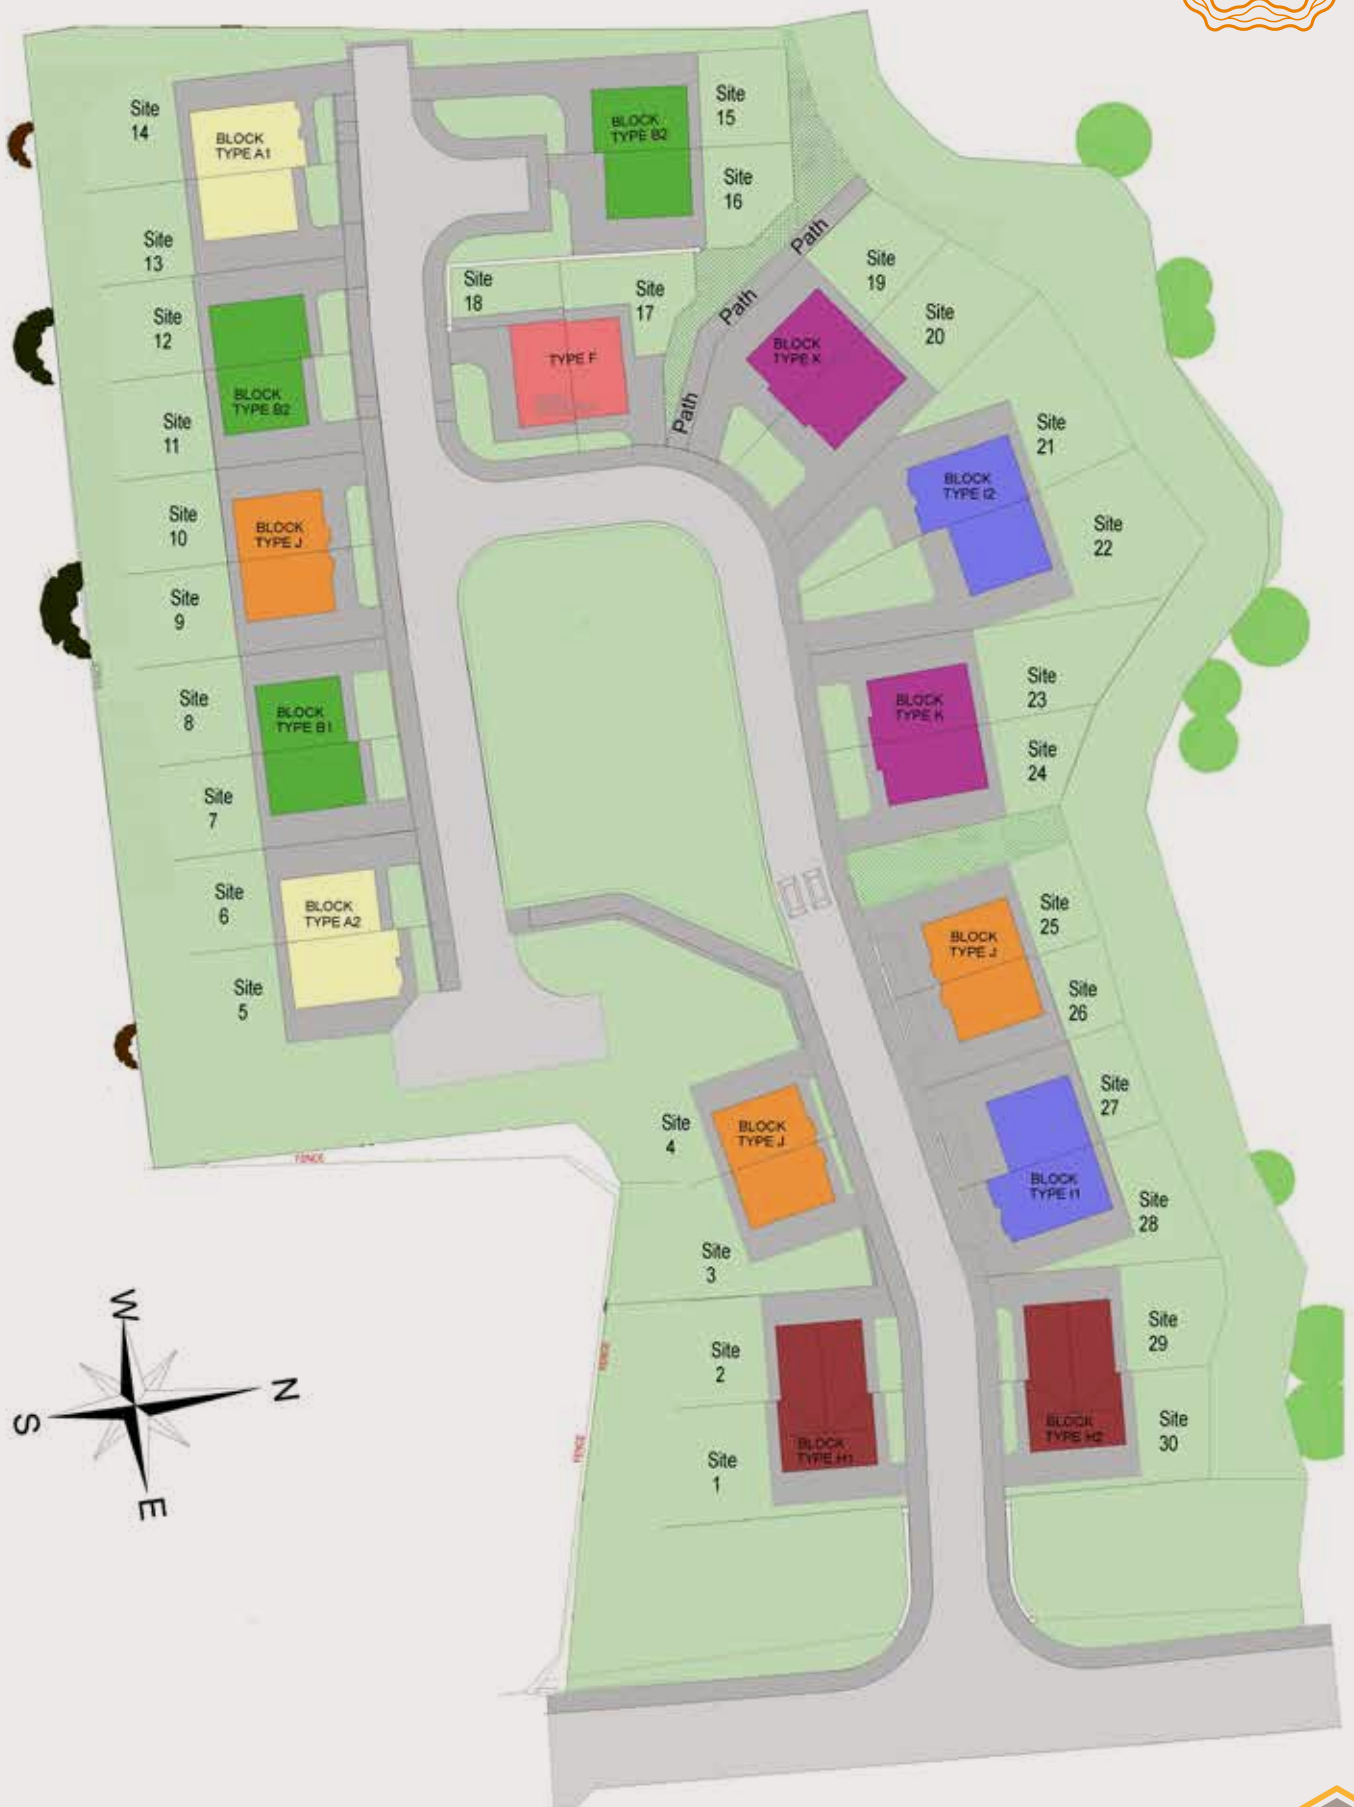 Site
14
BLOCK
TYPE A1
Site
13
BLOCK
TYPE B2
Site
15
Site
16
Path
Path
Path
Site
18
Site
17
TYPE F
Site
12
BLOCK
TYPE B2
Site
11
Site
19
Site
20
BLOCK
TYPE K
Site
21
BLOCK
TYPE I2
Site
22
Site
10
BLOCK
TYPE J
Site
9
Site
8
BLOCK
TYPE B1
Site
7
Site
23
BLOCK
TYPE K
Site
24
Site
6
BLOCK
TYPE A2
Site
5
Site
25
BLOCK
TYPE J
Site
26
Site
4
BLOCK
TYPE J
Site
3
Site
27
BLOCK
TYPE I1
Site
28
FENCE
FENCE
FENCE
Site
2
Site
1
BLOCK
TYPE H1
Site
29
BLOCK
TYPE H2
Site
30
W
N
S
E